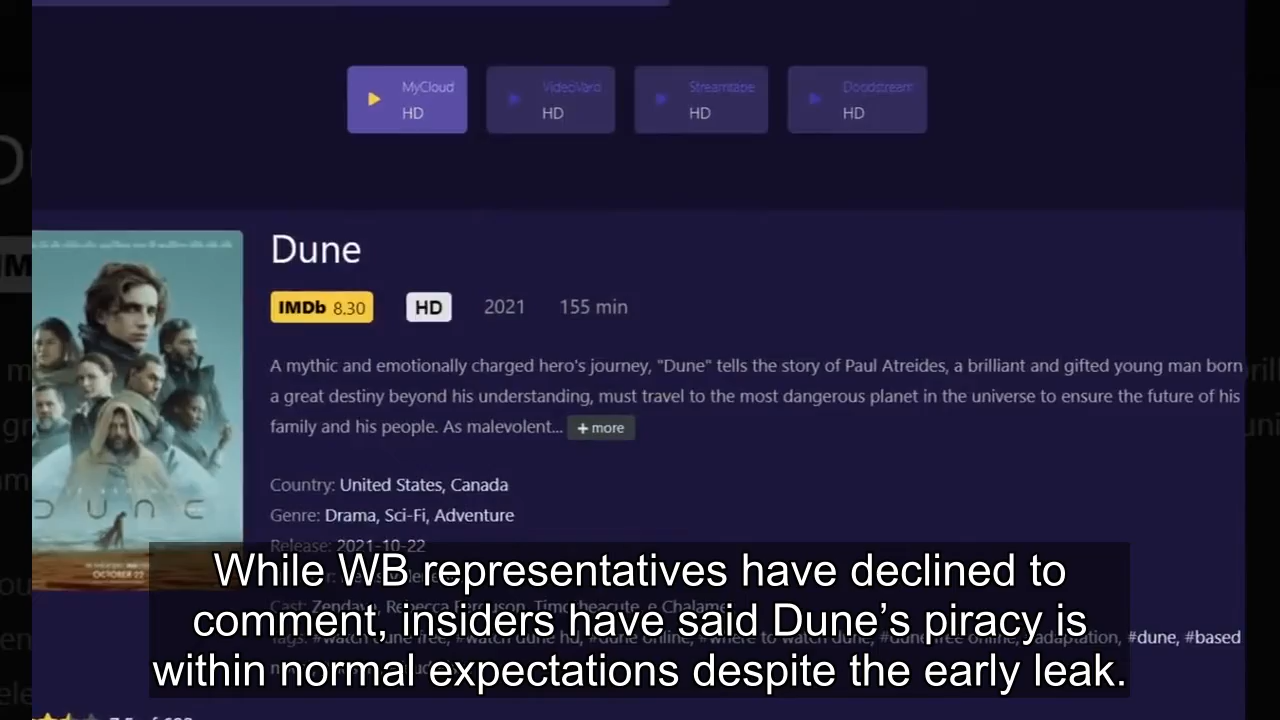 MyCloud
HD
VideoVard
HD
Streamtape
HD
Doodstream
HD
Dune
IMDb 8.30
HD
2021
155 min
A mythic and emotionally charged hero's journey, "Dune" tells the story of Paul Atreides, a brilliant and gifted young man born
a great destiny beyond his understanding, must travel to the most dangerous planet in the universe to ensure the future of his
family and his people. As malevolent... + more
Country: United States, Canada
Genre: Drama, Sci-Fi, Adventure
Release: 2021-10-22
DUNE
OCTOBER 22
While WB representatives have declined to
comment, insiders have said Dune’s piracy is
within normal expectations despite the early leak.
#dune, #based